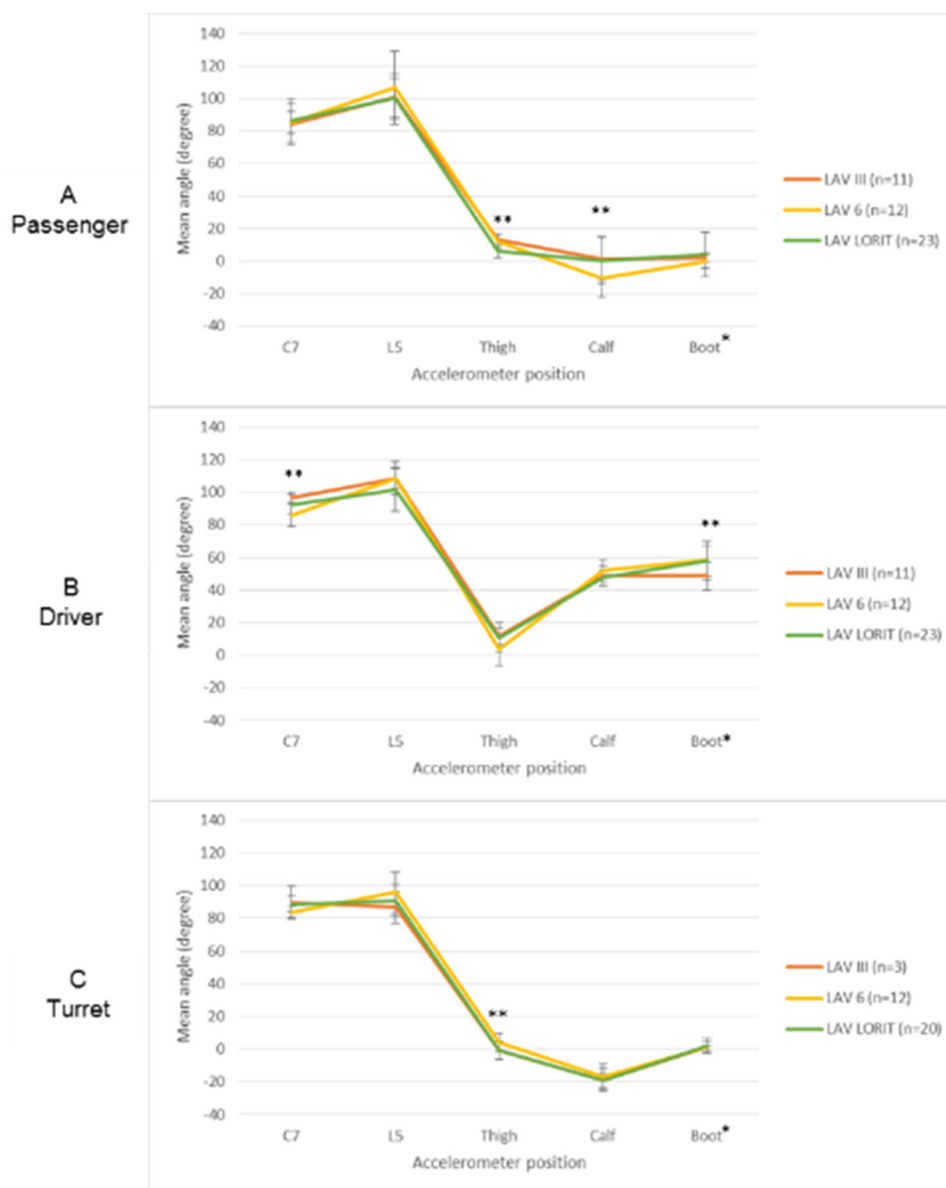 A
Passenger
Mean angle (degree)
140
120
100
80
60
40
20
0
-20
-40
**
**
C7 L5 Thigh Calf Boot*
Accelerometer position
LAV III (n=11)
LAV 6 (n=12)
LAV LORIT (n=23)
B
Driver
Mean angle (degree)
140
120
100
80
60
40
20
0
-20
-40
**
**
C7 L5 Thigh Calf Boot*
Accelerometer position
LAV III (n=11)
LAV 6 (n=12)
LAV LORIT (n=23)
C
Turret
Mean angle (degree)
140
120
100
80
60
40
20
0
-20
-40
**
C7 L5 Thigh Calf Boot*
Accelerometer position
LAV III (n=3)
LAV 6 (n=12)
LAV LORIT (n=20)